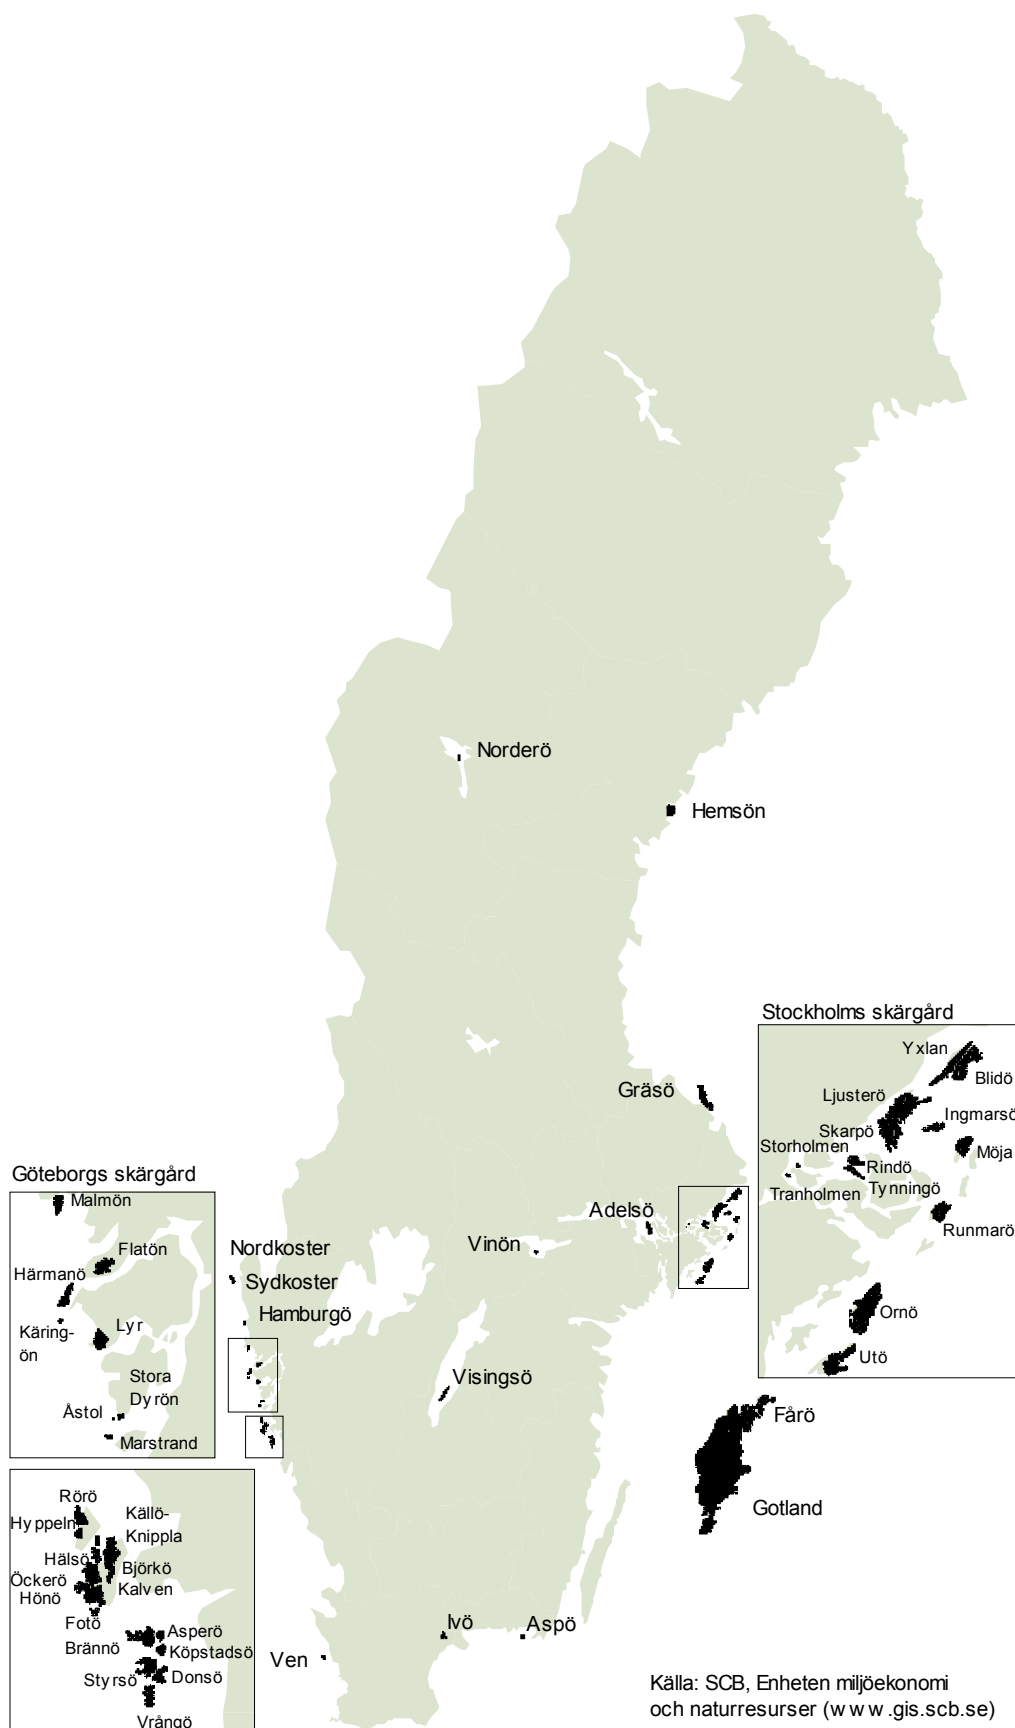 Norderö
Hemsön
Stockholms skärgård
Yxlan
Blidö
Ljusterö
Ingmarsö
Skarpö
Storholmen
Möja
Rindö
Tynningö
Tranholmen
Runmarö
Ornö
Utö
Gräsö
Adelsö
Vinön
Göteborgs skärgård
Malmön
Flatön
Härmanö
Käring-
ön
Lyr
Stora
Dyrön
Åstol
Marstrand
Nordkoster
Sydkoster
Hamburgö
Visingsö
Fårö
Gotland
Rörö
Hyppeln
Källö-
Knippla
Hälsö
Björkö
Öckerö
Kalven
Hönö
Fotö
Asperö
Brännö
Köpstadsö
Styrsö
Donsö
Vrångö
Ven
Ivö
Aspö
Källa: SCB, Enheten miljöekonomi
och naturresurser (www.gis.scb.se)